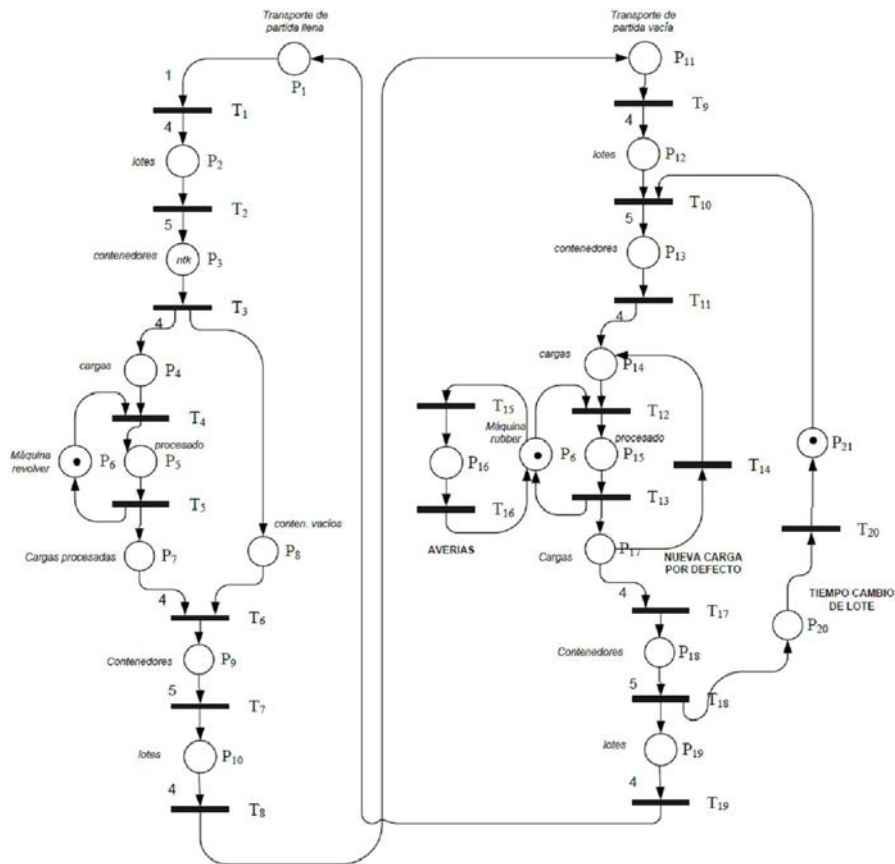 Transporte de
partida llena
P1
1
T1
4
lotes
P2
T2
5
contenedores
ntk
P3
T3
4
cargas
P4
T4
Máquina
revolver
P6
procesado
P5
T5
conten. vacíos
P8
Cargas procesadas
P7
4
T6
Contenedores
P9
5
T7
lotes
P10
4
T8
Transporte de
partida vacía
P11
T9
4
lotes
P12
T10
5
contenedores
P13
T11
4
cargas
P14
T15
T12
Máquina
rubber
P16
P6
procesado
P15
T16
T13
T14
AVERIAS
Cargas
P17
NUEVA CARGA
POR DEFECTO
P21
T20
TIEMPO CAMBIO
DE LOTE
P20
4
T17
Contenedores
P18
5
T18
lotes
P19
4
T19